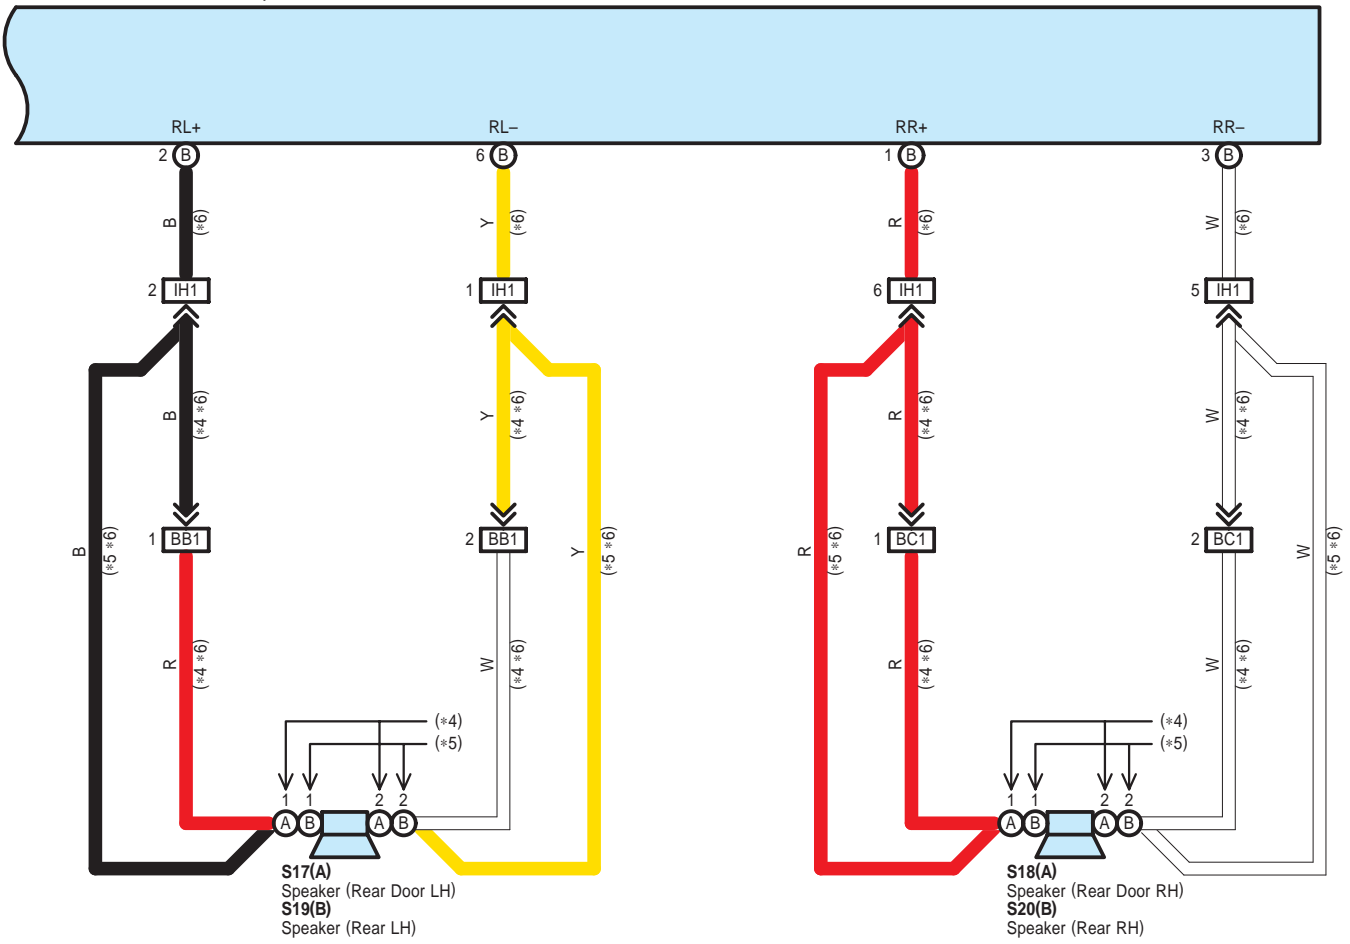 RL+ RL– RR+ RR–
2 B 6 B 1 B 3 B
B (*6) Y (*6) R (*6) W (*6)
2 IH1 1 IH1 6 IH1 5 IH1
B (*4 *6) Y (*4 *6) R (*4 *6) W (*4 *6)
1 BB1 2 BB1 1 BC1 2 BC1
B (*5 *6) Y (*5 *6) R (*5 *6) W (*5 *6)
R (*4 *6) W (*4 *6) R (*4 *6) W (*4 *6)
(*4) (*4)
(*5) (*5)
1 1 2 2 1 1 2 2
A B A B A B A B
S17(A)
Speaker (Rear Door LH)
S19(B)
Speaker (Rear LH)
S18(A)
Speaker (Rear Door RH)
S20(B)
Speaker (Rear RH)